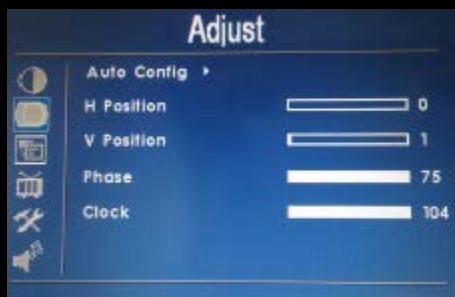 Adjust
Auto Config
H Position 0
V Position 1
Phase 75
Clock 104